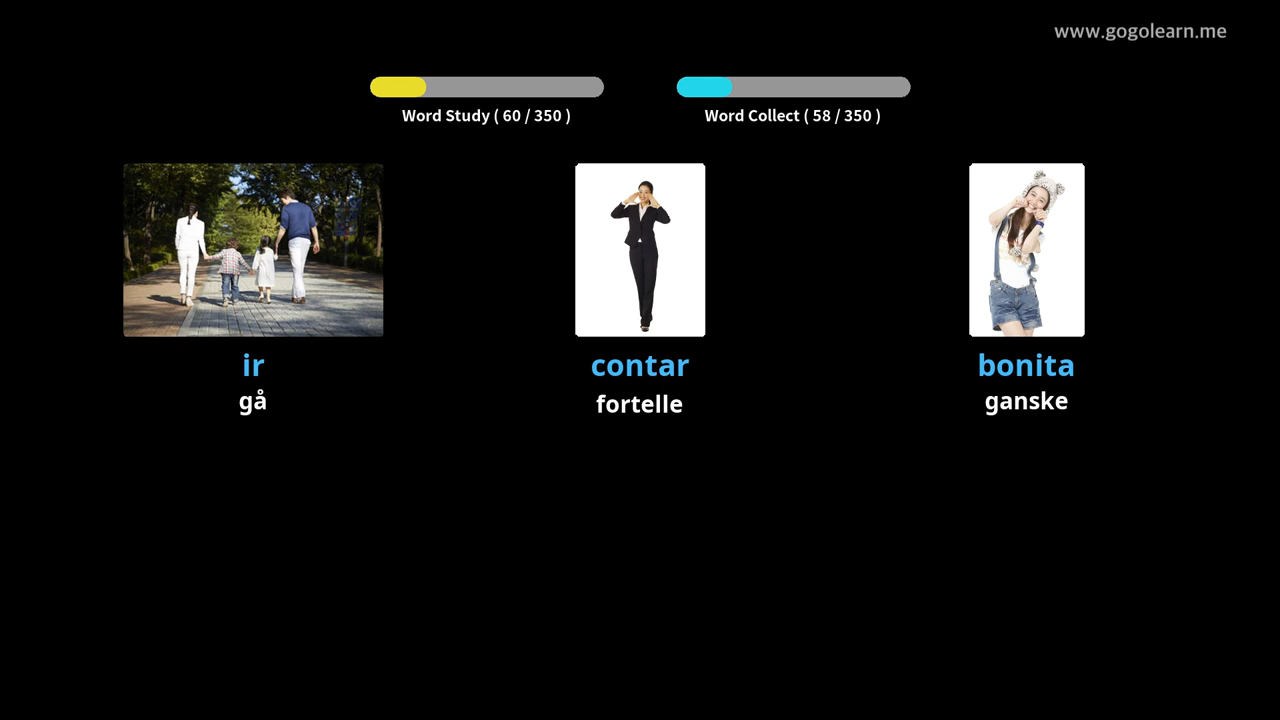 www.gogolearn.me
Word Study ( 60 / 350 )
Word Collect ( 58 / 350 )
ir
gå
contar
fortelle
bonita
ganske